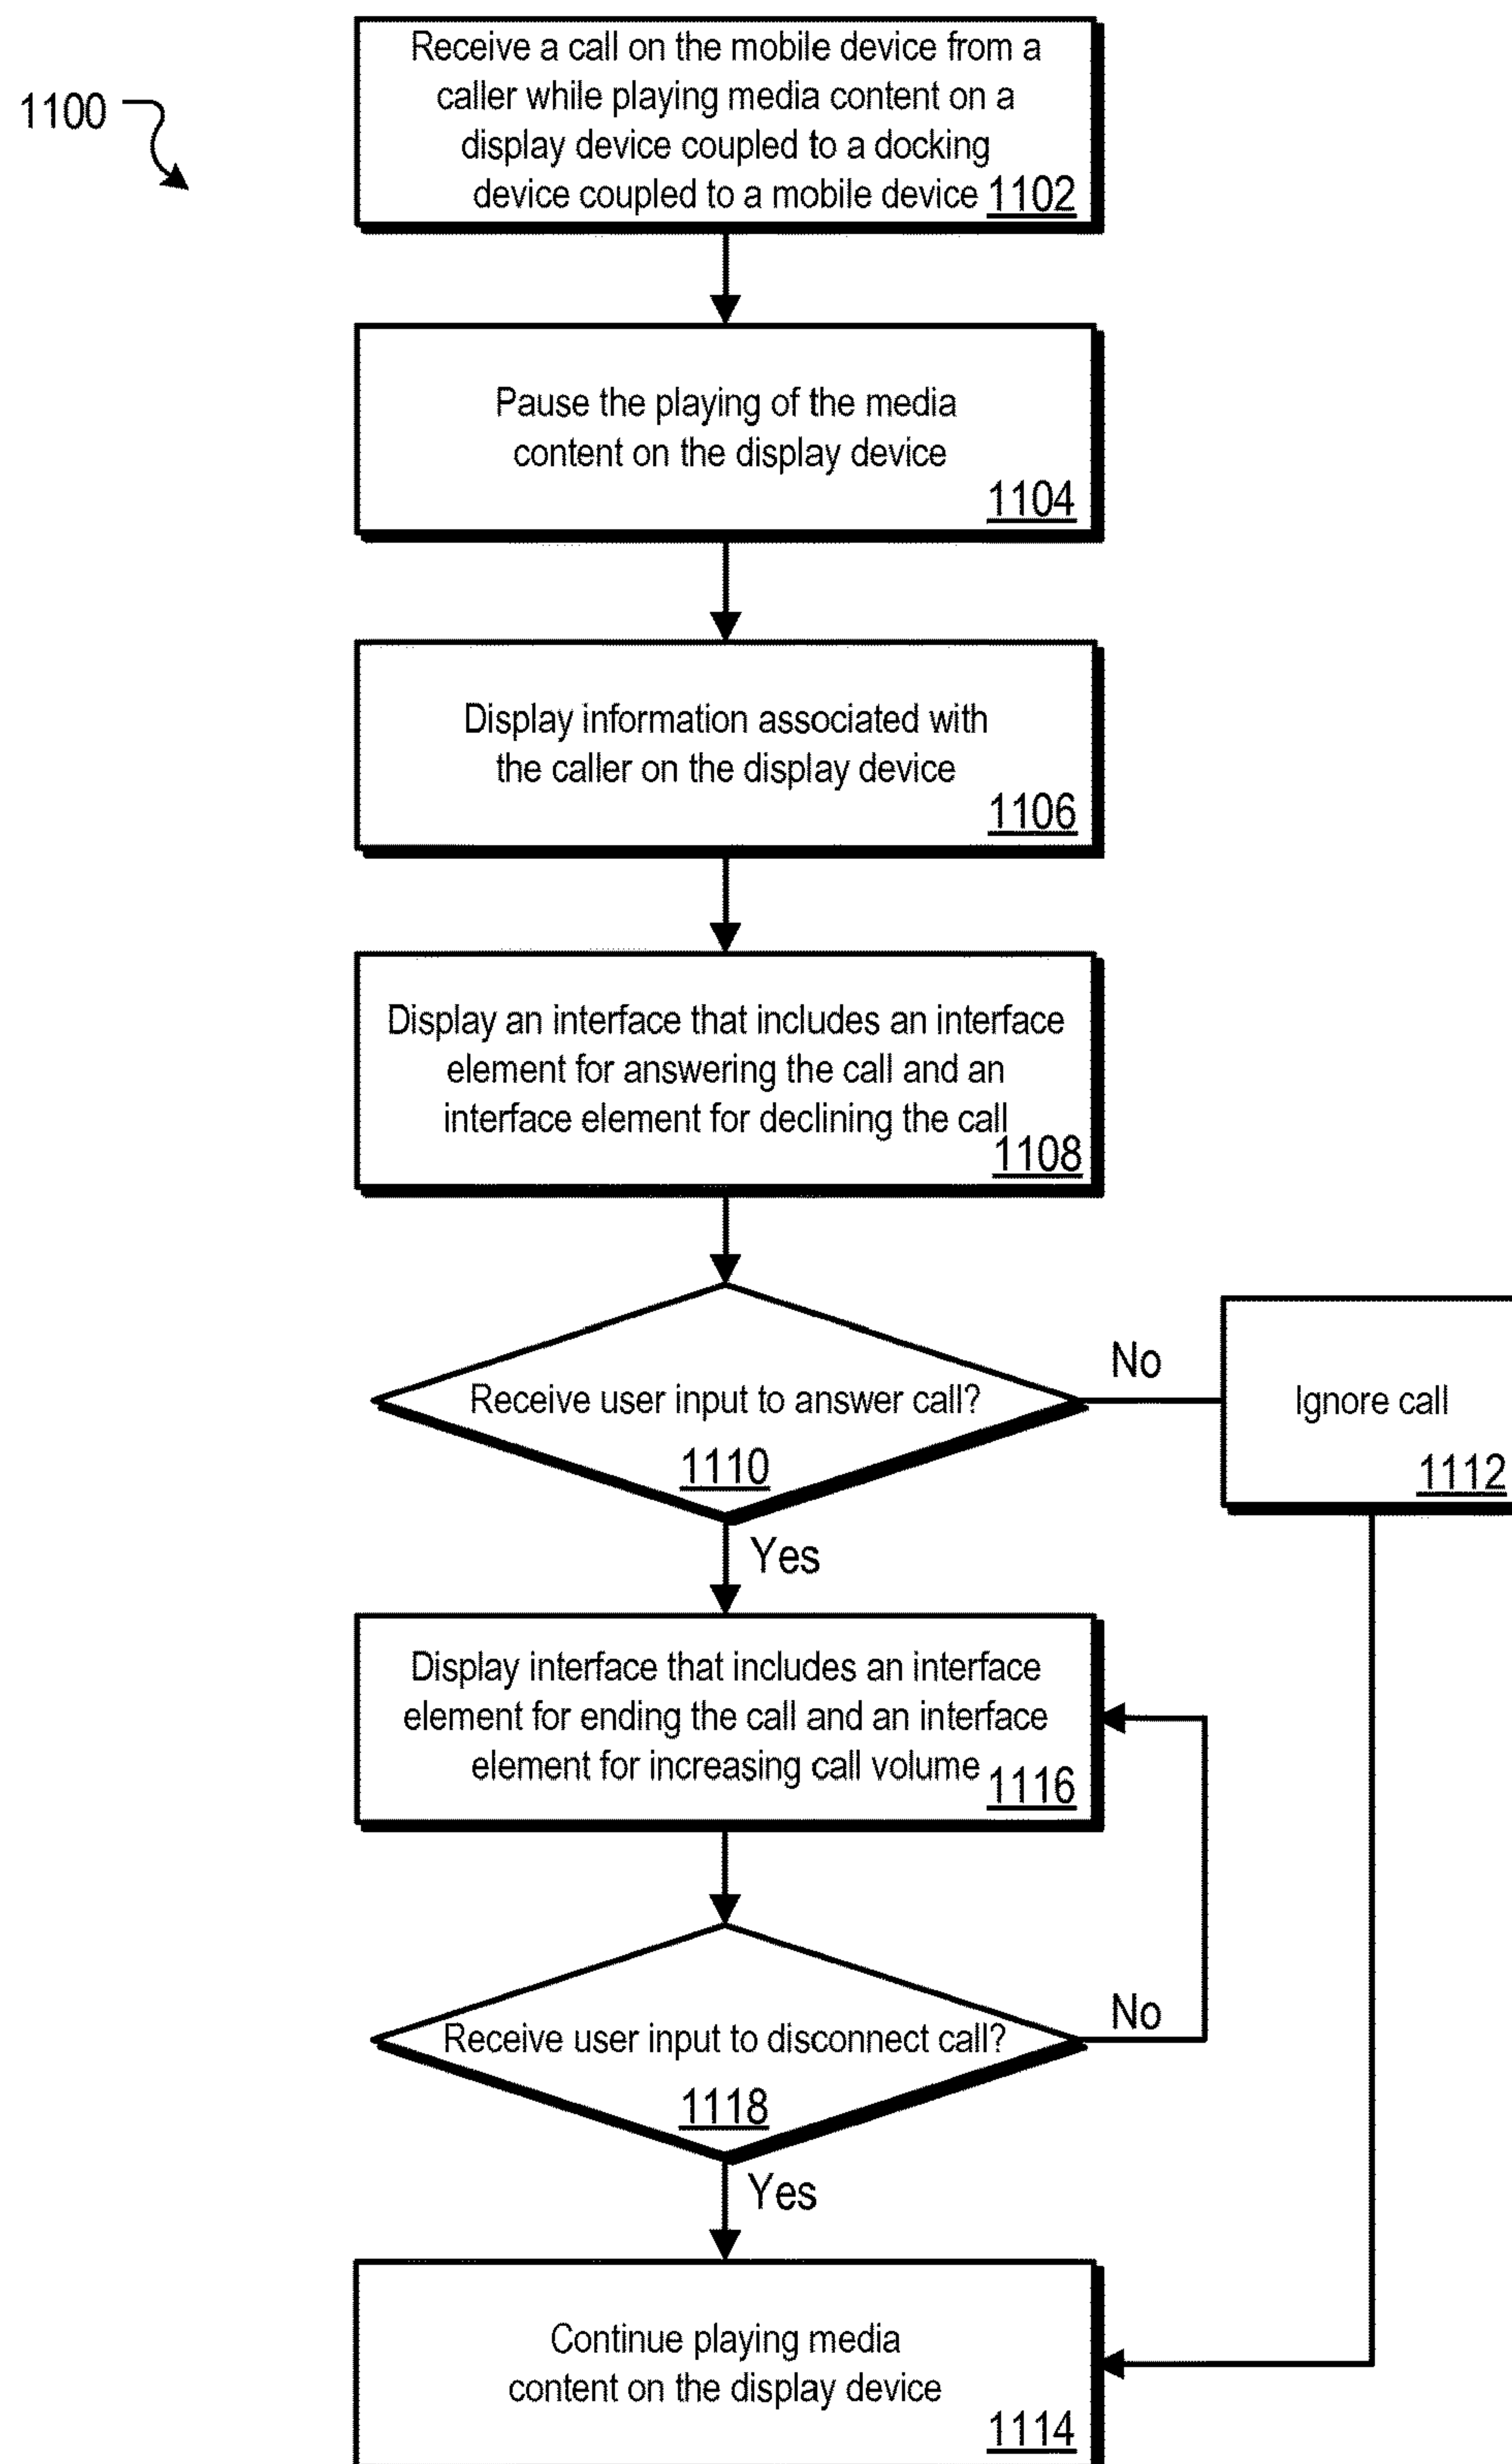 1100
Receive a call on the mobile device from a
caller while playing media content on a
display device coupled to a docking
device coupled to a mobile device 1102
Pause the playing of the media
content on the display device
1104
Display information associated with
the caller on the display device
1106
Display an interface that includes an interface
element for answering the call and an
interface element for declining the call
1108
Receive user input to answer call?
1110
No
Ignore call
1112
Yes
Display interface that includes an interface
element for ending the call and an interface
element for increasing call volume 1116
Receive user input to disconnect call?
1118
No
Yes
Continue playing media
content on the display device
1114